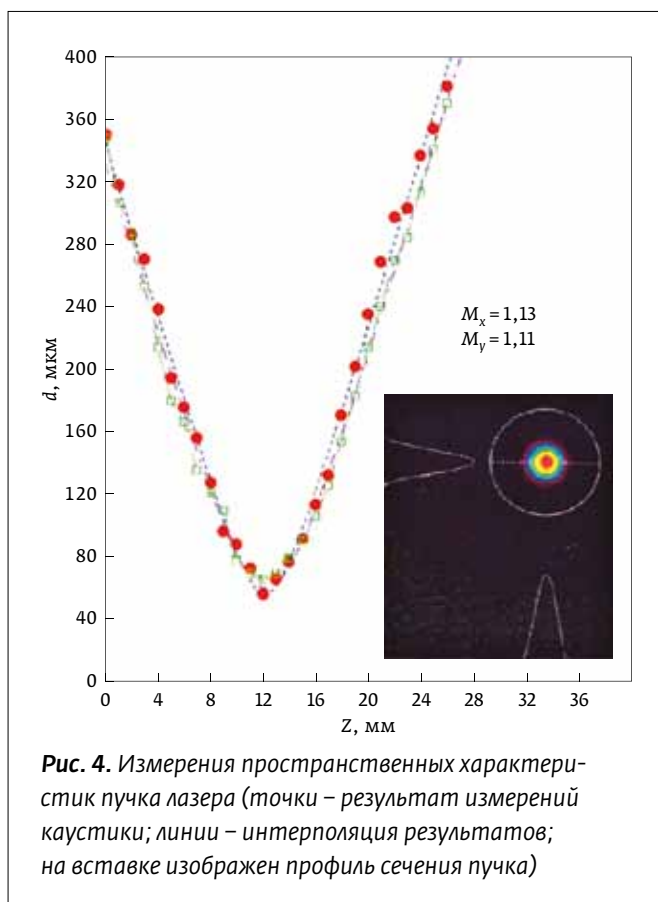 400
360
320
280
240
200
160
120
80
40
0
d, мкм
0 4 8 12 16 20 24 28 32 36
Z, мм
Mx = 1,13
My = 1,11
Рис. 4. Измерения пространственных характери-
стик пучка лазера (точки – результат измерений
каустики; линии – интерполяция результатов;
на вставке изображен профиль сечения пучка)